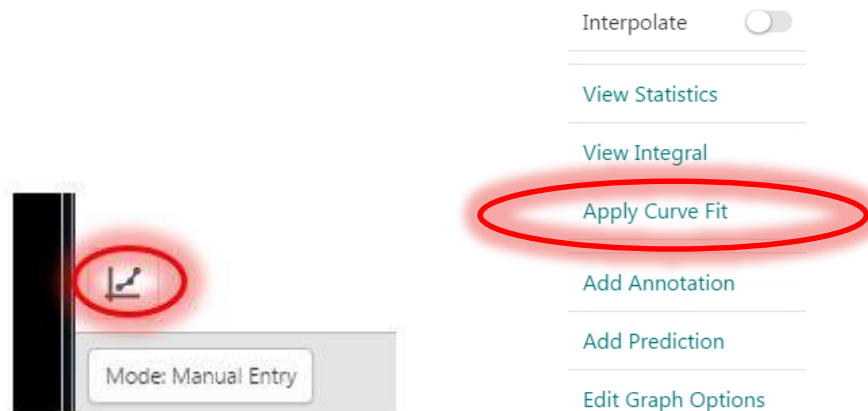 Interpolate
View Statistics
View Integral
Apply Curve Fit
Add Annotation
Add Prediction
Edit Graph Options
Mode: Manual Entry